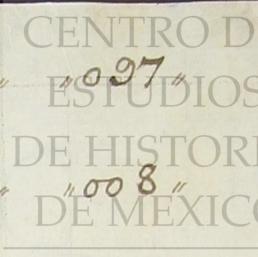 CENTRO D
" " 097 "
ESTUDIOS
DE HISTORI
" " 008 "
DE MEXICO